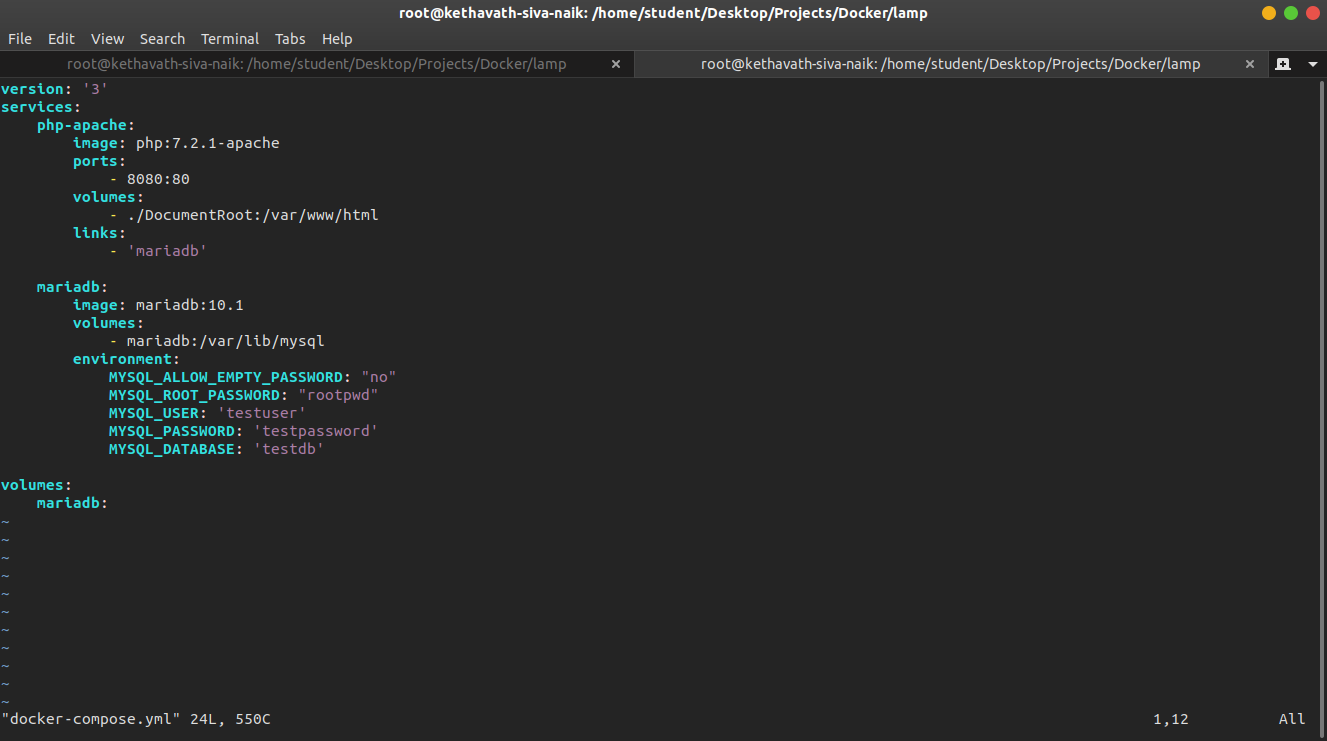 root@kethavath-siva-naik: /home/student/Desktop/Projects/Docker/lamp
File Edit View Search Terminal Tabs Help
root@kethavath-siva-naik: /home/student/Desktop/Projects/Docker/lamp × root@kethavath-siva-naik: /home/student/Desktop/Projects/Docker/lamp ×
version: '3'
services:
    php-apache:
        image: php:7.2.1-apache
        ports:
            - 8080:80
        volumes:
            - ./DocumentRoot:/var/www/html
        links:
            - 'mariadb'

    mariadb:
        image: mariadb:10.1
        volumes:
            - mariadb:/var/lib/mysql
        environment:
            MYSQL_ALLOW_EMPTY_PASSWORD: "no"
            MYSQL_ROOT_PASSWORD: "rootpwd"
            MYSQL_USER: 'testuser'
            MYSQL_PASSWORD: 'testpassword'
            MYSQL_DATABASE: 'testdb'

volumes:
    mariadb:
~
~
~
~
~
~
~
~
~
~
~
"docker-compose.yml" 24L, 550C 1,12 All